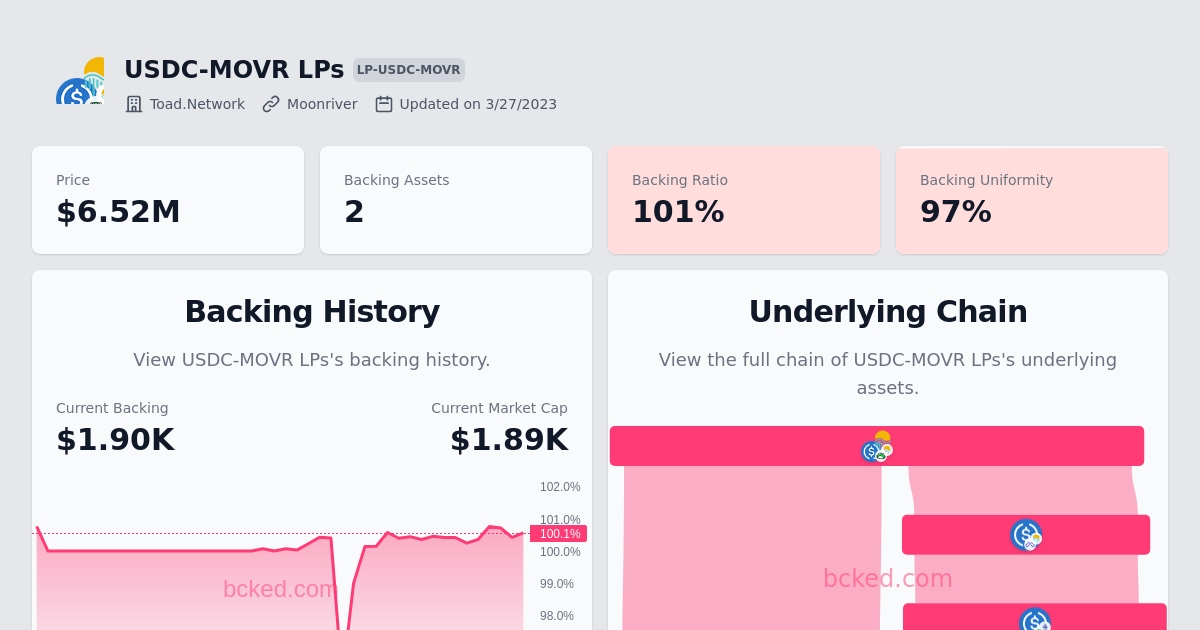 USDC-MOVR LPs LP-USDC-MOVR
Toad.Network Moonriver Updated on 3/27/2023
Price
$6.52M
Backing Assets
2
Backing Ratio
101%
Backing Uniformity
97%
Backing History
View USDC-MOVR LPs's backing history.
Current Backing
$1.90K
Current Market Cap
$1.89K
102.0%
101.0%
100.1%
100.0%
99.0%
98.0%
bcked.com
Underlying Chain
View the full chain of USDC-MOVR LPs's underlying
assets.
bcked.com